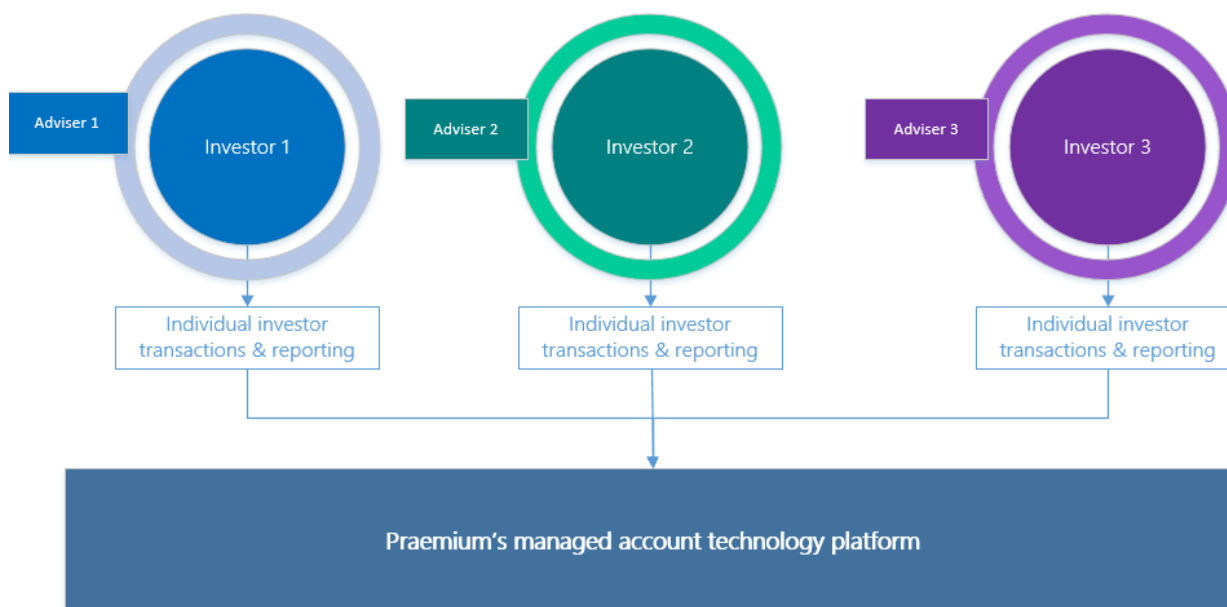 Adviser 1
Investor 1
Adviser 2
Investor 2
Adviser 3
Investor 3
Individual investor
transactions & reporting
Individual investor
transactions & reporting
Individual investor
transactions & reporting
Praemium’s managed account technology platform